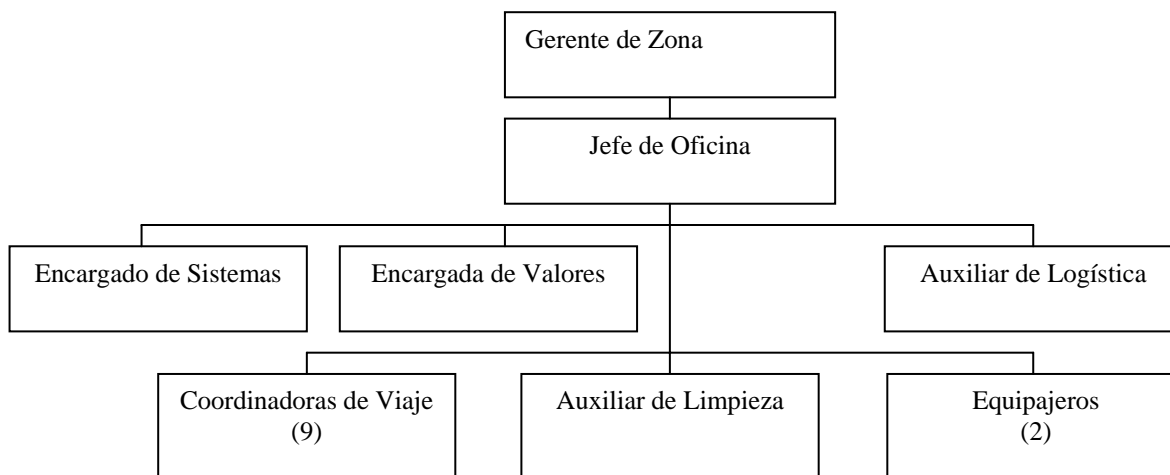 Gerente de Zona
Jefe de Oficina
Encargado de Sistemas
Encargada de Valores
Auxiliar de Logística
Coordinadoras de Viaje
(9)
Auxiliar de Limpieza
Equipajeros
(2)